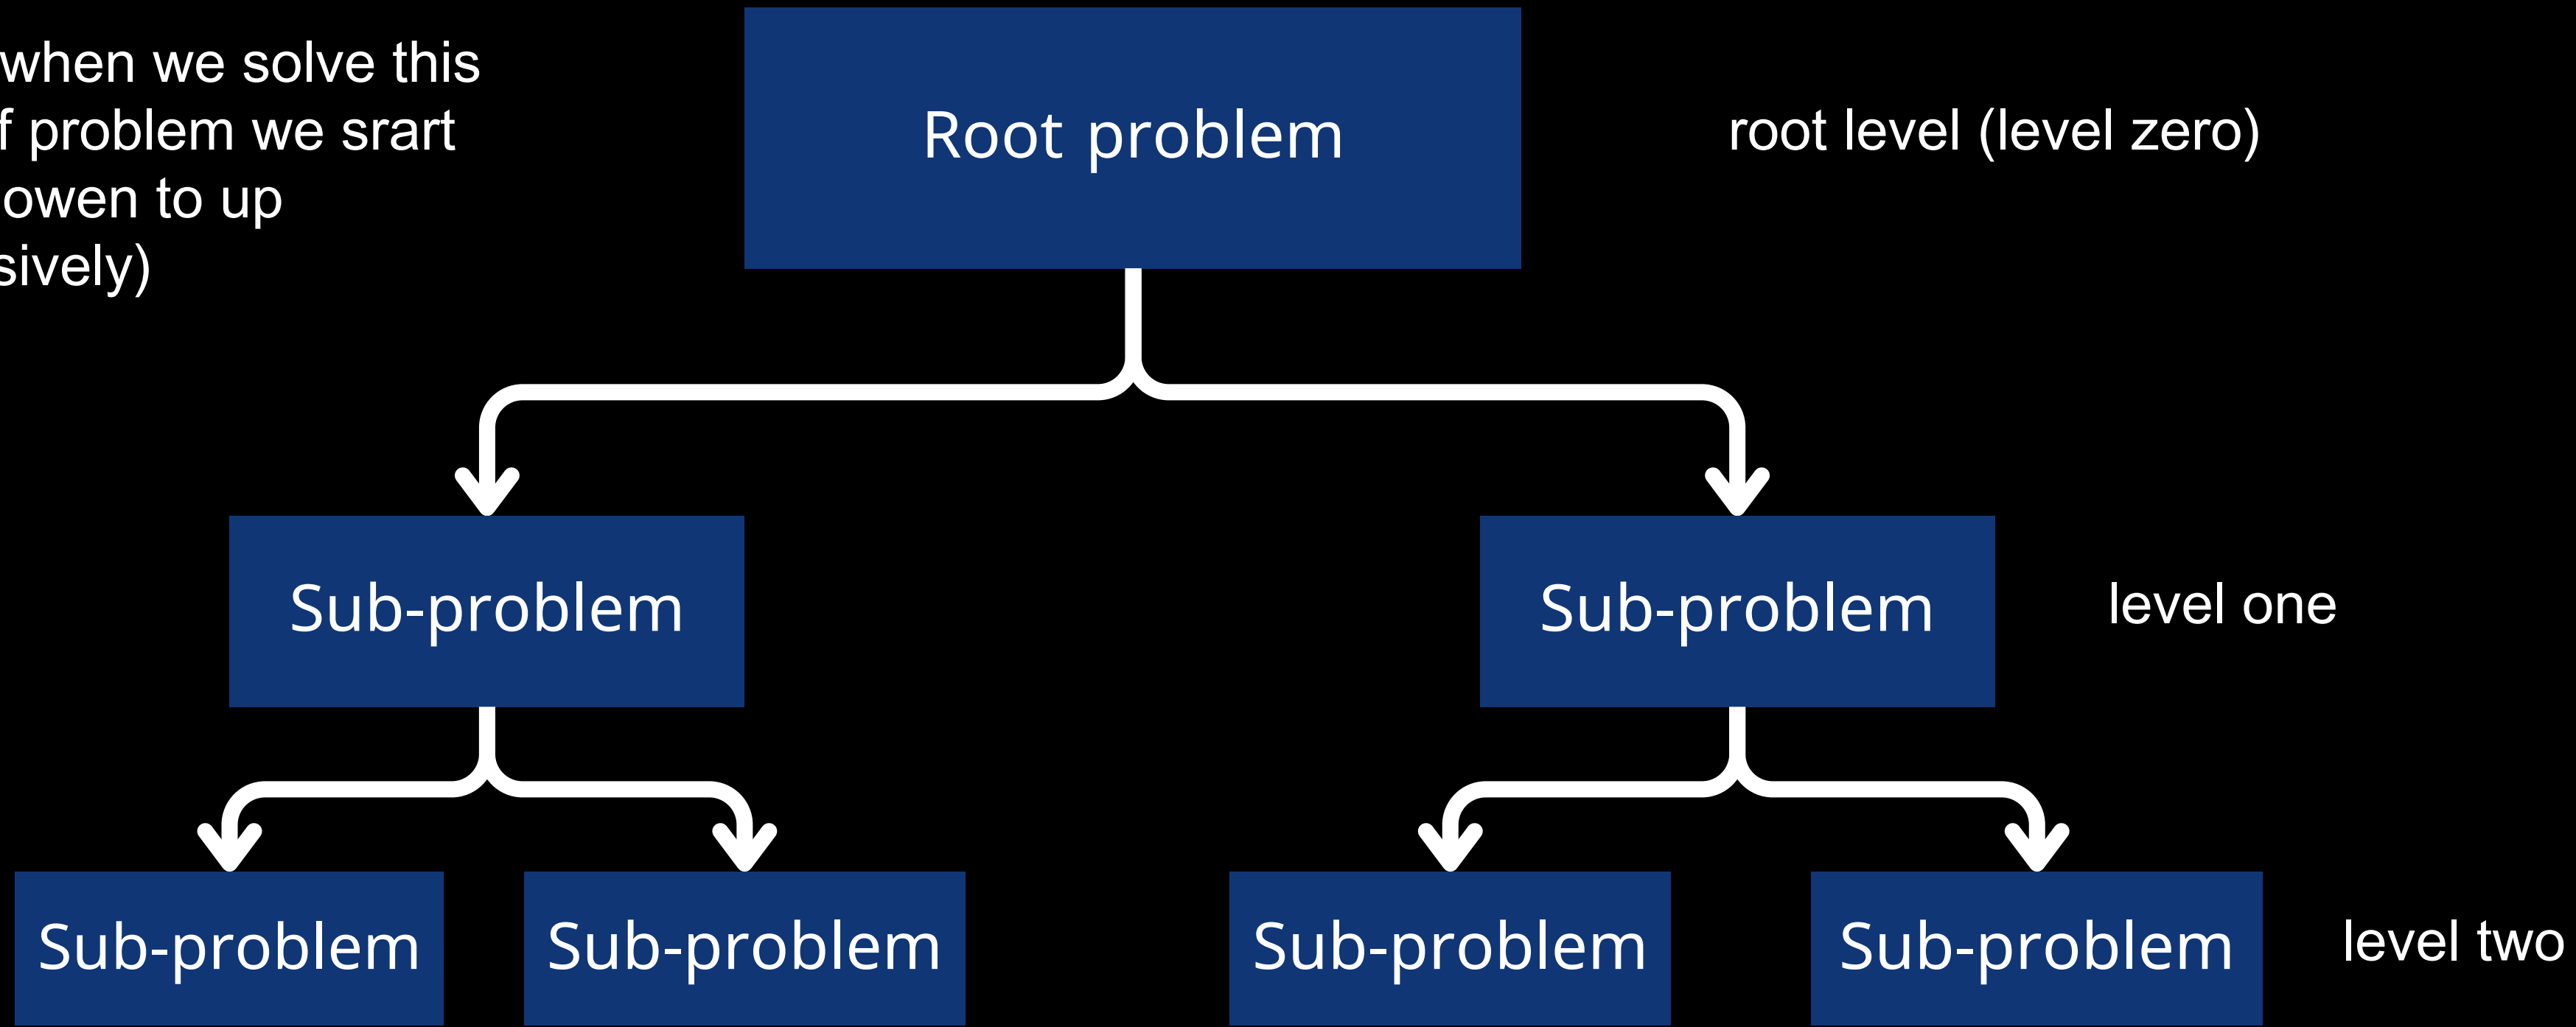 when we solve this
f problem we srart
owen to up
sively)
Root problem
root level (level zero)
Sub-problem
Sub-problem
level one
Sub-problem
Sub-problem
Sub-problem
Sub-problem
level two